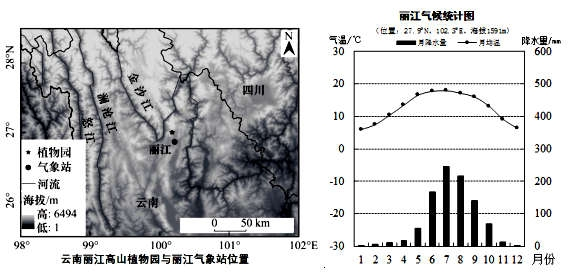 N
28°N
27°N
26°N
怒江
澜沧江
金沙江
四川
丽江
云南
植物园
气象站
河流
海拔/m
高: 6494
低: 1
0 50 km
98° 99° 100° 101° 102°E
云南丽江高山植物园与丽江气象站位置
丽江气候统计图
(位置: 27.9°N, 102.3°E, 海拔1591m)
气温/℃ 月降水量 月均温 降水量/mm
30 600
20 500
10 400
0 300
-10 200
-20 100
-30 0
1 2 3 4 5 6 7 8 9 10 11 12 月份